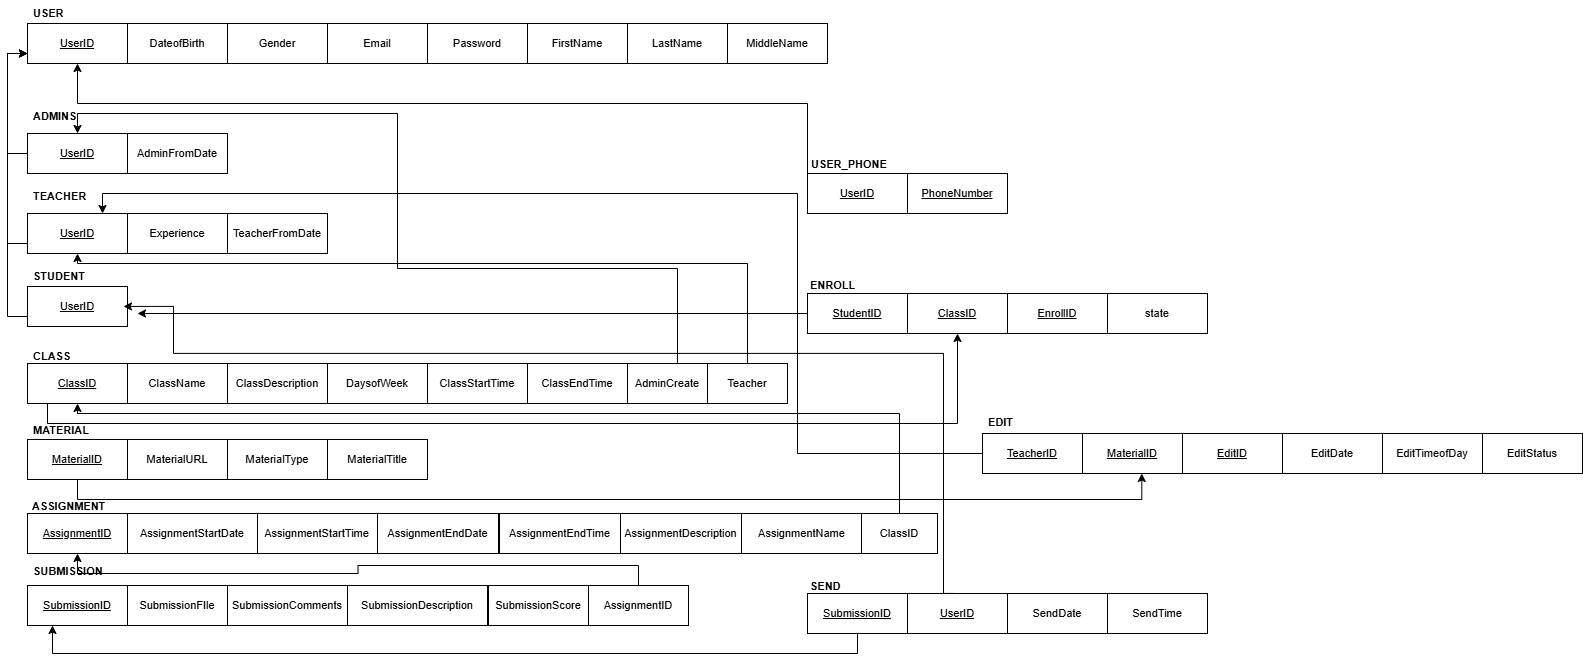 USER
UserID DateofBirth Gender Email Password FirstName LastName MiddleName
ADMINS
UserID AdminFromDate
USER_PHONE
UserID PhoneNumber
TEACHER
UserID Experience TeacherFromDate
STUDENT
UserID
ENROLL
StudentID ClassID EnrollID state
CLASS
ClassID ClassName ClassDescription DaysofWeek ClassStartTime ClassEndTime AdminCreate Teacher
EDIT
TeacherID MaterialID EditID EditDate EditTimeofDay EditStatus
MATERIAL
MaterialID MaterialURL MaterialType MaterialTitle
ASSIGNMENT
AssignmentID AssignmentStartDate AssignmentStartTime AssignmentEndDate AssignmentEndTime AssignmentDescription AssignmentName ClassID
SUBMISSION
SubmissionID SubmissionFIle SubmissionComments SubmissionDescription SubmissionScore AssignmentID
SEND
SubmissionID UserID SendDate SendTime